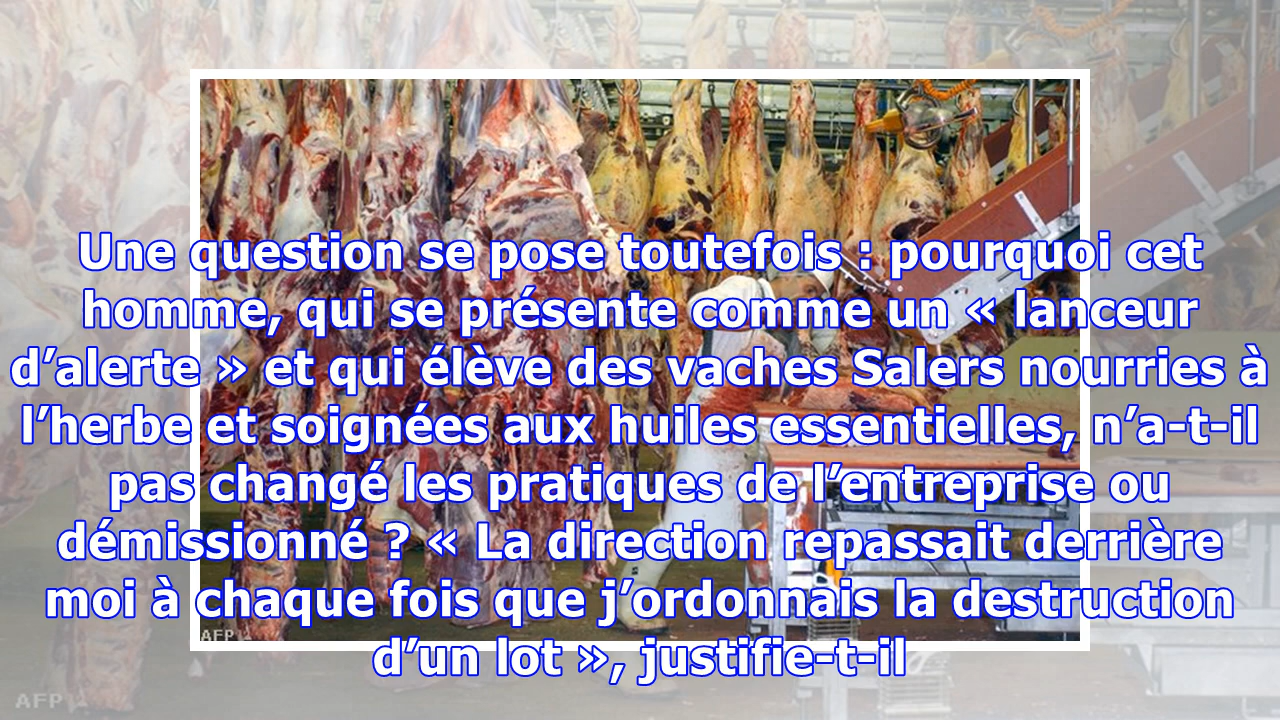 Une question se pose toutefois : pourquoi cet
homme, qui se présente comme un « lanceur
d’alerte » et qui élève des vaches Salers nourries à
l’herbe et soignées aux huiles essentielles, n’a-t-il
pas changé les pratiques de l’entreprise ou
démissionné ? « La direction repassait derrière
moi à chaque fois que j’ordonnais la destruction
d’un lot », justifie-t-il
AFP
AFP